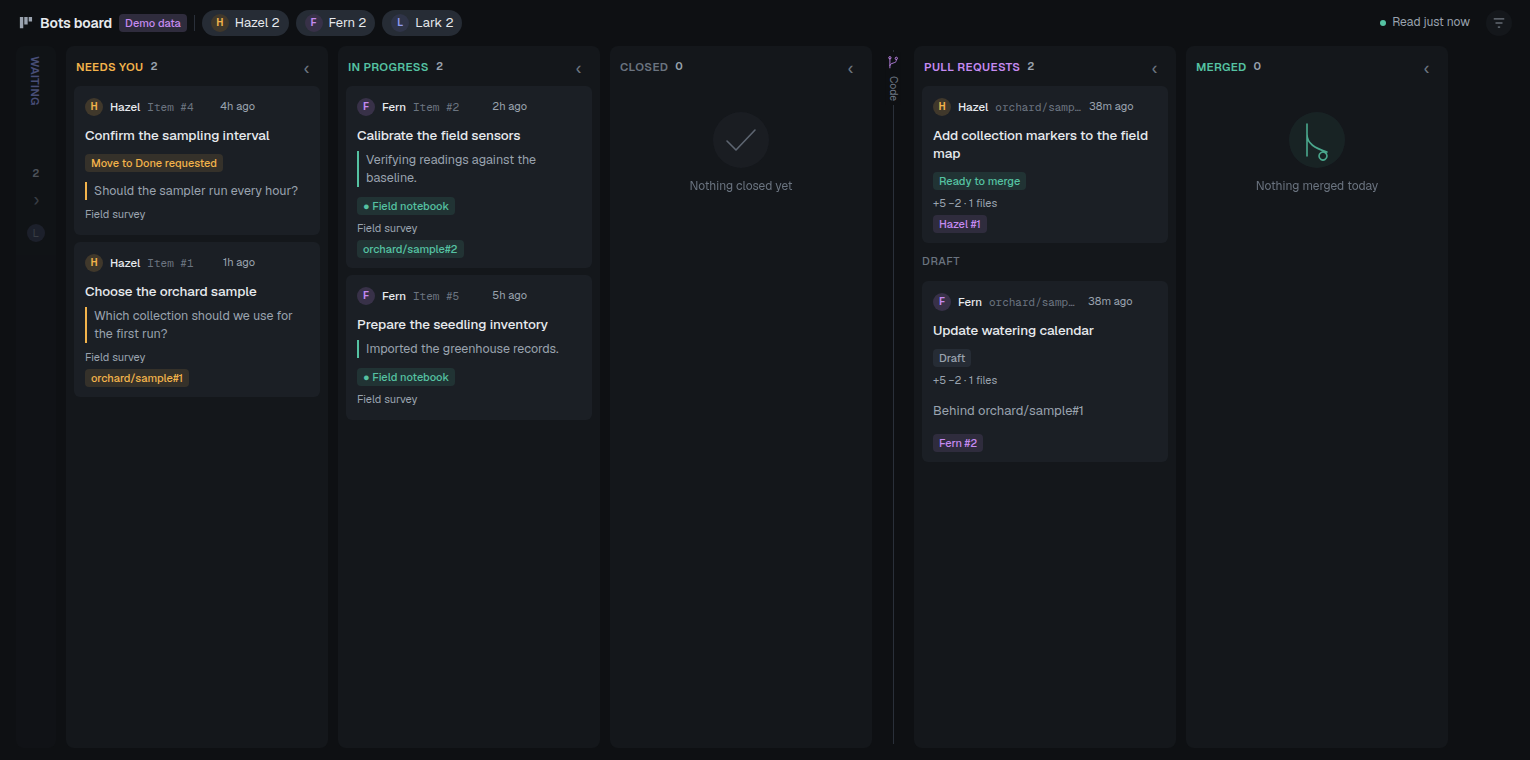 Bots board Demo data H Hazel 2 F Fern 2 L Lark 2 Read just now
WAITING
2
L
NEEDS YOU 2
H Hazel Item #4 4h ago
Confirm the sampling interval
Move to Done requested
Should the sampler run every hour?
Field survey
H Hazel Item #1 1h ago
Choose the orchard sample
Which collection should we use for
the first run?
Field survey
orchard/sample#1
IN PROGRESS 2
F Fern Item #2 2h ago
Calibrate the field sensors
Verifying readings against the
baseline.
Field notebook
Field survey
orchard/sample#2
F Fern Item #5 5h ago
Prepare the seedling inventory
Imported the greenhouse records.
Field notebook
Field survey
CLOSED 0
Nothing closed yet
Code
PULL REQUESTS 2
H Hazel orchard/samp… 38m ago
Add collection markers to the field
map
Ready to merge
+5 −2 · 1 files
Hazel #1
DRAFT
F Fern orchard/samp… 38m ago
Update watering calendar
Draft
+5 −2 · 1 files
Behind orchard/sample#1
Fern #2
MERGED 0
Nothing merged today